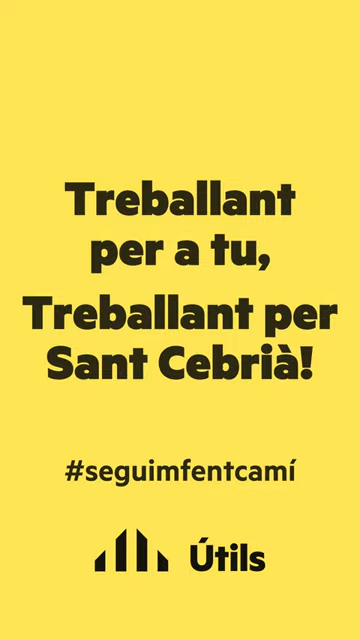 Treballant
per a tu,
Treballant per
Sant Cebrià!
#seguimfentcamí
Útils